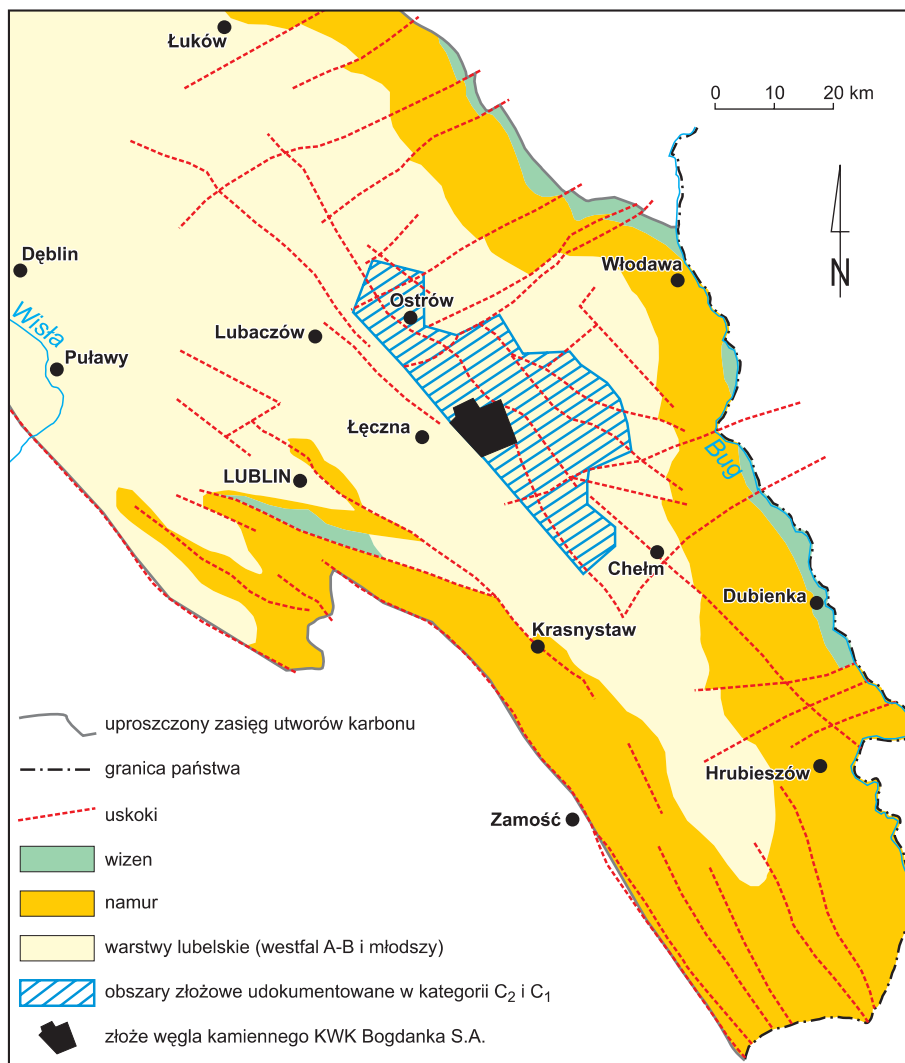 Łuków
0 10 20 km
N
Włodawa
Dęblin
Ostrów
Wisła
Lubaczów
Puławy
Łęczna
Bug
LUBLIN
Chełm
Dubienka
Krasnystaw
Hrubieszów
Zamość
uproszczony zasięg utworów karbonu
granica państwa
uskoki
wizen
namur
warstwy lubelskie (westfal A-B i młodszy)
obszary złożowe udokumentowane w kategorii C₂ i C₁
złoże węgla kamiennego KWK Bogdanka S.A.